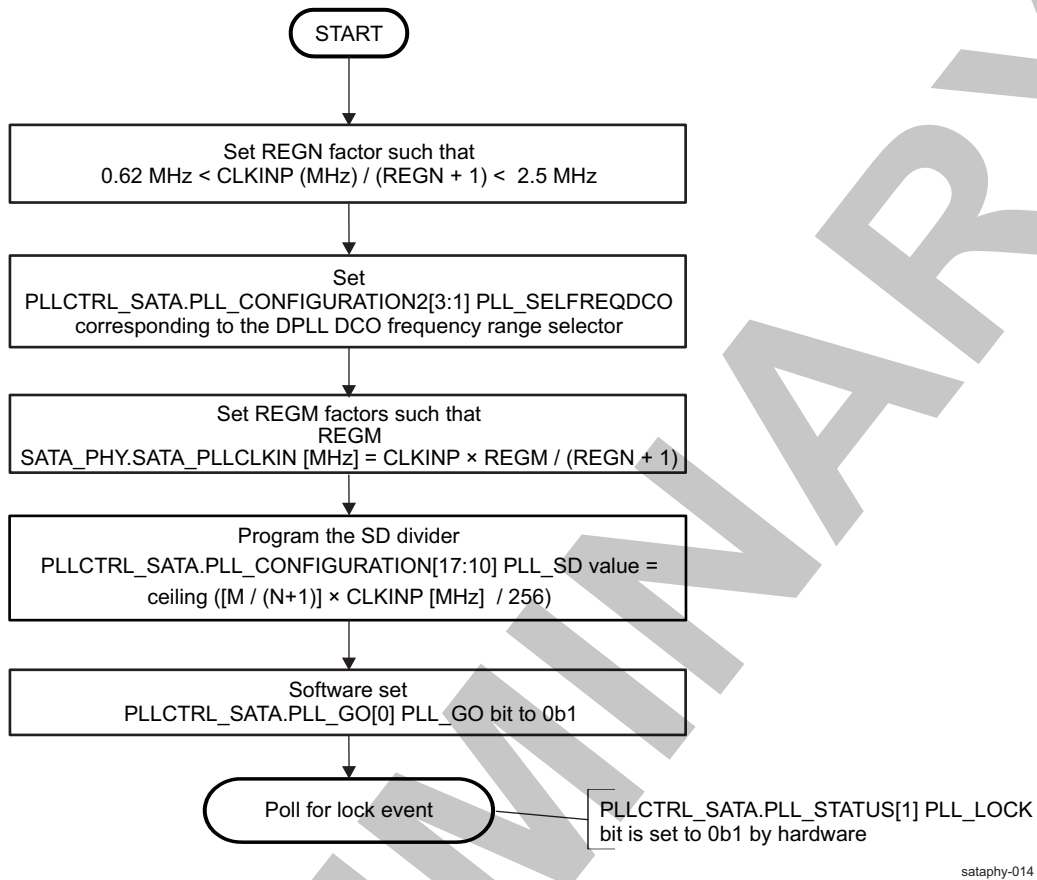 START
Set REGN factor such that
0.62 MHz < CLKINP (MHz) / (REGN + 1) < 2.5 MHz
Set
PLLCTRL_SATA.PLL_CONFIGURATION2[3:1] PLL_SELFREQDCO
corresponding to the DPLL DCO frequency range selector
Set REGM factors such that
REGM
SATA_PHY.SATA_PLLCLKIN [MHz] = CLKINP × REGM / (REGN + 1)
Program the SD divider
PLLCTRL_SATA.PLL_CONFIGURATION[17:10] PLL_SD value =
ceiling ([M / (N+1)] × CLKINP [MHz] / 256)
Software set
PLLCTRL_SATA.PLL_GO[0] PLL_GO bit to 0b1
Poll for lock event
PLLCTRL_SATA.PLL_STATUS[1] PLL_LOCK
bit is set to 0b1 by hardware
sataphy-014
MINARY